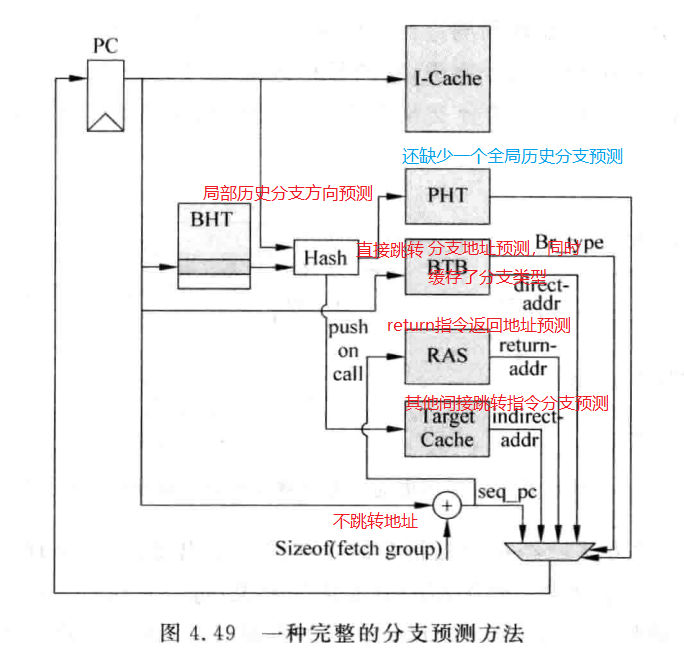 PC
I-Cache
还缺少一个全局历史分支预测
局部历史分支方向预测
PHT
BHT
Hash
直接跳转 分支地址预测，同时
缓存了分支类型
BTB
Br_type
direct-
addr
push
on
call
return指令返回地址预测
RAS
return-
addr
其他间接跳转指令分支预测
Target
Cache
indirect-
addr
seq_pc
+
不跳转地址
Sizeof(fetch group)
图 4.49 一种完整的分支预测方法